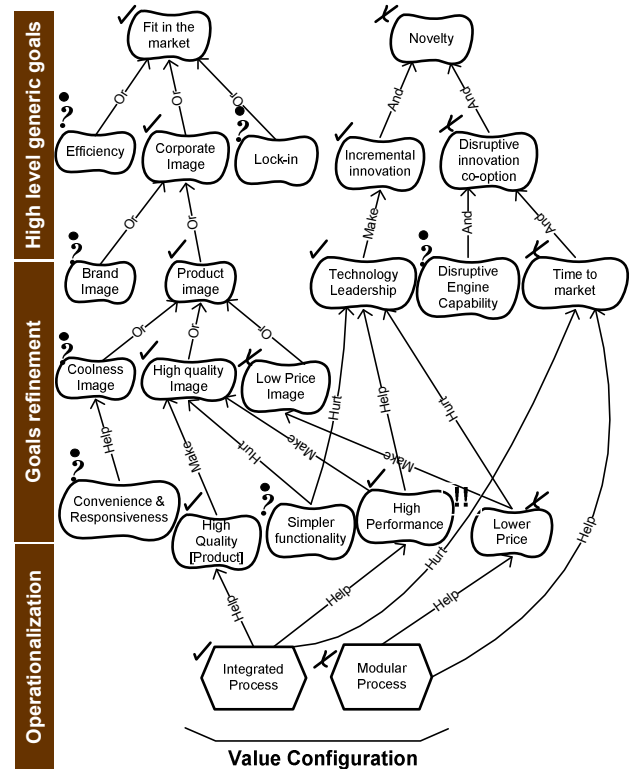 High level generic goals
Goals refinement
Operationalization
Fit in the
market
Novelty
Or
Or
Or
And
And
?
?
Efficiency
Corporate
Image
Lock-in
Incremental
innovation
Disruptive
innovation
co-option
Or
Or
Make
And
And
?
?
Brand
Image
Product
image
Technology
Leadership
Disruptive
Engine
Capability
Time to
market
Or
Or
Or
?
Coolness
Image
High quality
Image
Low Price
Image
Hurt
Help
Hurt
Help
Make
Hurt
Make
Make
?
?
!!
Convenience &
Responsiveness
High
Quality
[Product]
Simpler
functionality
High
Performance
Lower
Price
Help
Help
Hurt
Help
Help
Integrated
Process
Modular
Process
Value Configuration